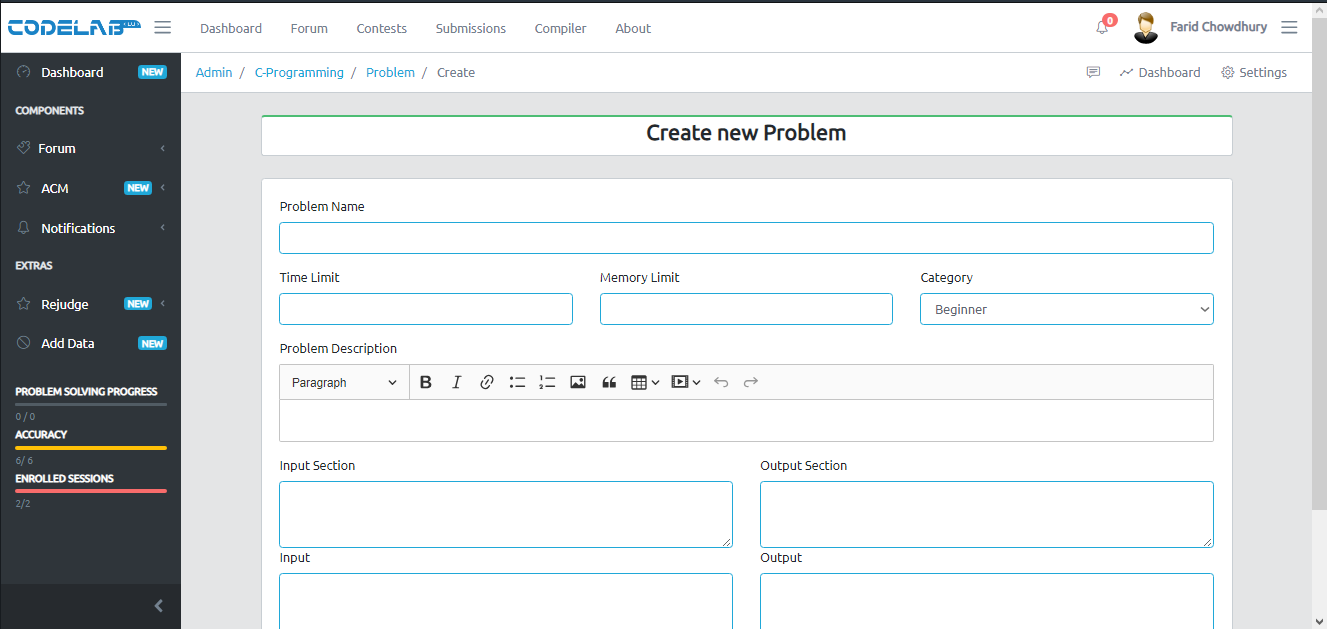 CODELAB
Dashboard Forum Contests Submissions Compiler About
0
Farid Chowdhury
Dashboard NEW
Admin / C-Programming / Problem / Create
Dashboard Settings
COMPONENTS
Forum
ACM NEW
Notifications
EXTRAS
Rejudge NEW
Add Data NEW
PROBLEM SOLVING PROGRESS
0 / 0
ACCURACY
6/ 6
ENROLLED SESSIONS
2/2
Create new Problem
Problem Name
Time Limit Memory Limit Category
Beginner
Problem Description
Paragraph B I
Input Section Output Section
Input Output